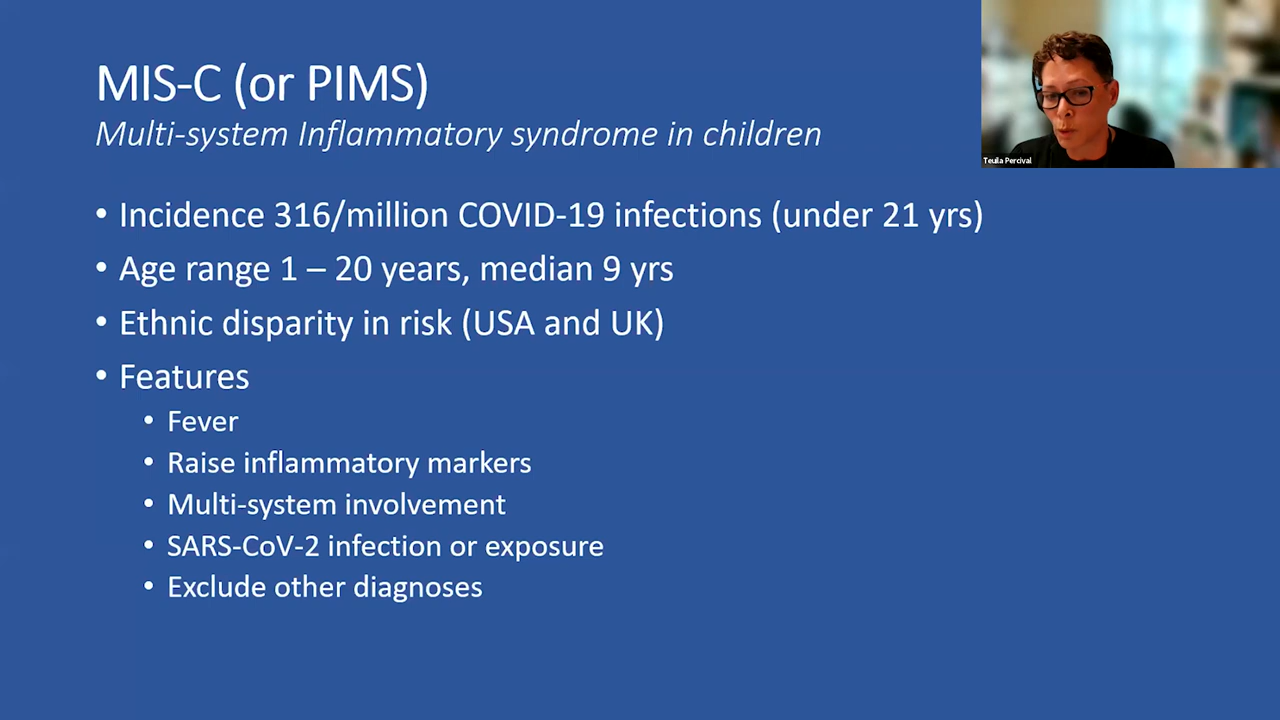 MIS-C (or PIMS)
Multi-system Inflammatory syndrome in children
• Incidence 316/million COVID-19 infections (under 21 yrs)
• Age range 1 – 20 years, median 9 yrs
• Ethnic disparity in risk (USA and UK)
• Features
• Fever
• Raise inflammatory markers
• Multi-system involvement
• SARS-CoV-2 infection or exposure
• Exclude other diagnoses
Teuila Percival